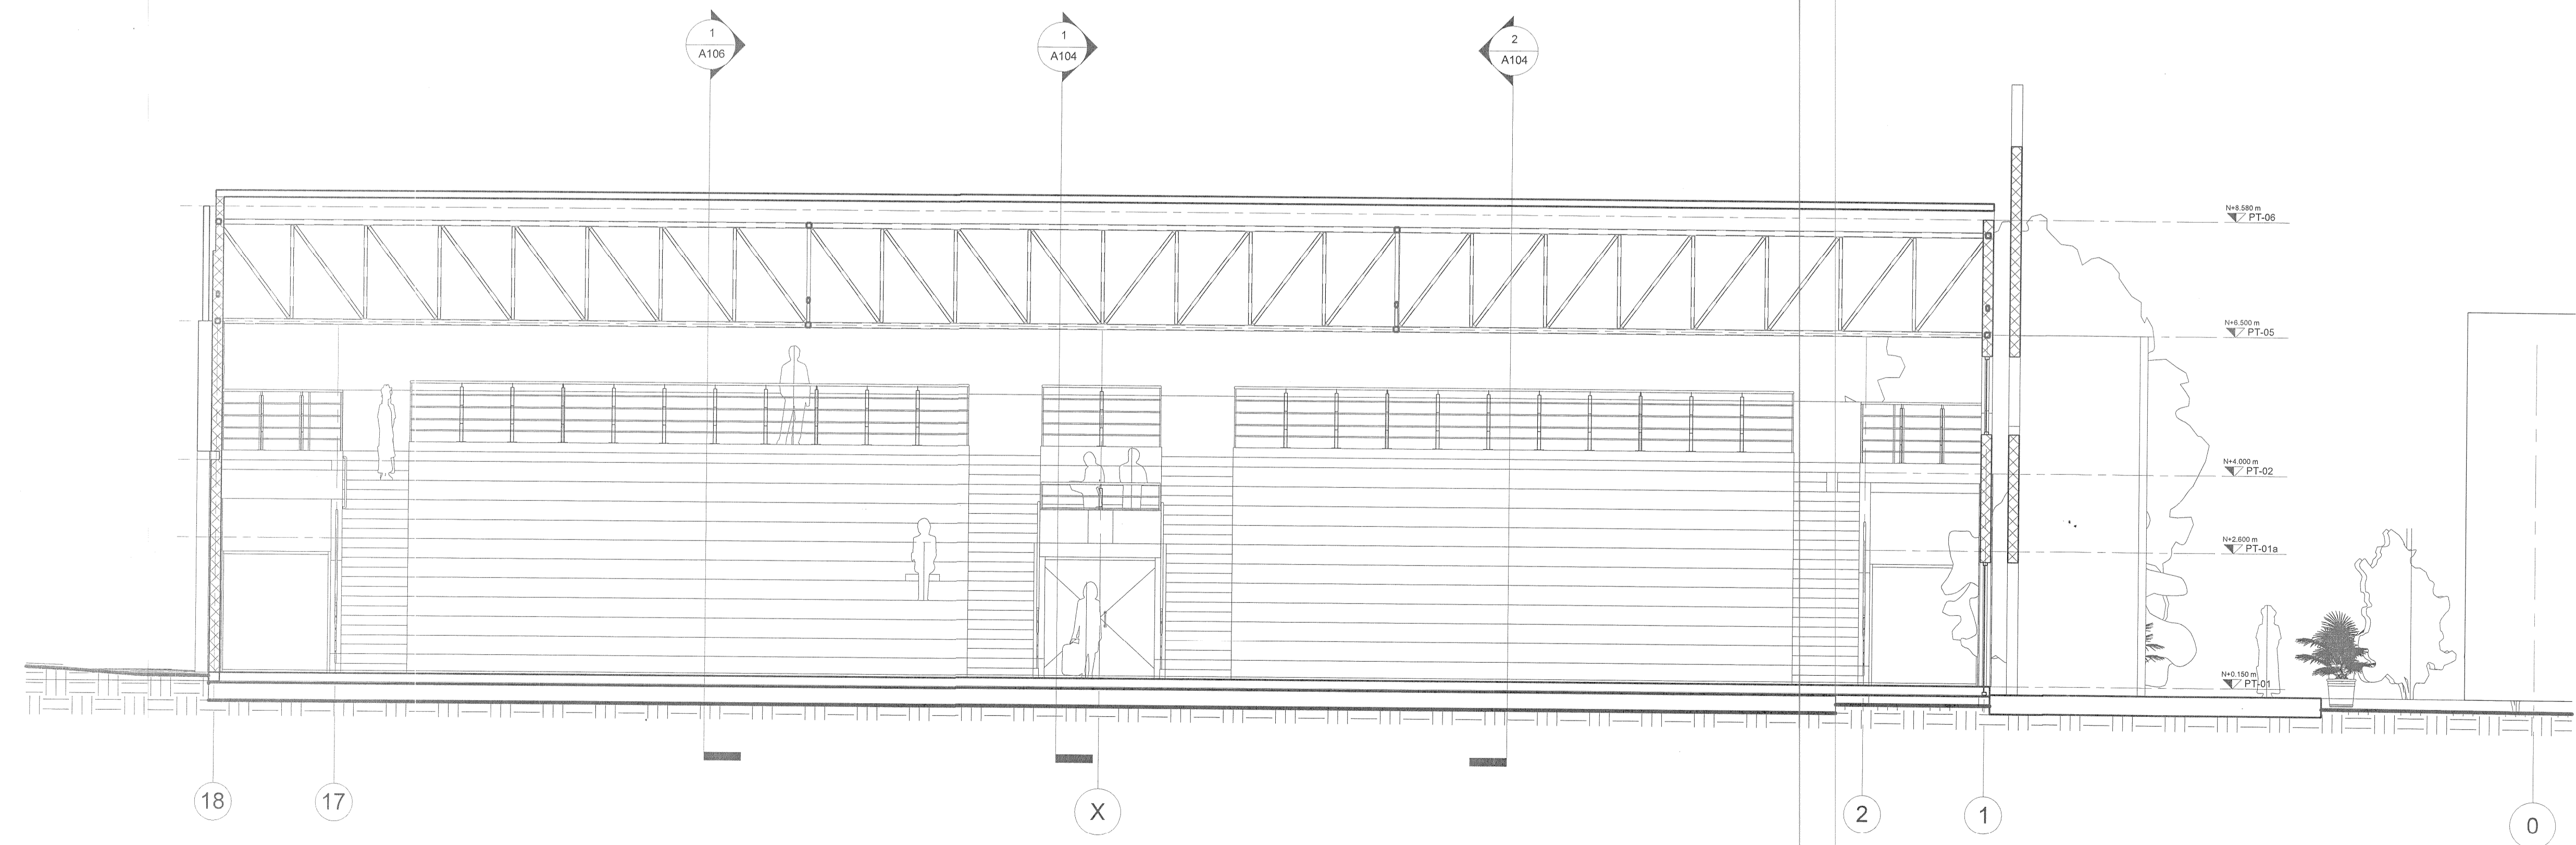 1
A106
1
A104
2
A104
N+8.580 m
PT-06
N+6.500 m
PT-05
N+4.000 m
PT-02
N+2.600 m
PT-01a
N+0.150 m
PT-01
18
17
X
2
1
0